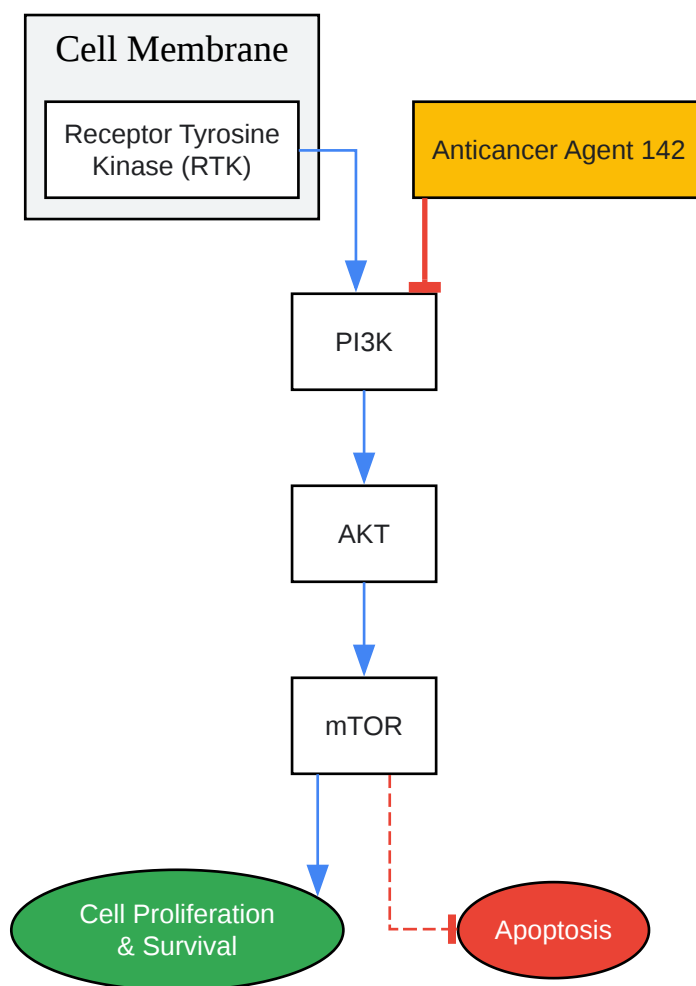 Cell Membrane
Receptor Tyrosine
Kinase (RTK)
Anticancer Agent 142
PI3K
AKT
mTOR
Cell Proliferation
& Survival
Apoptosis